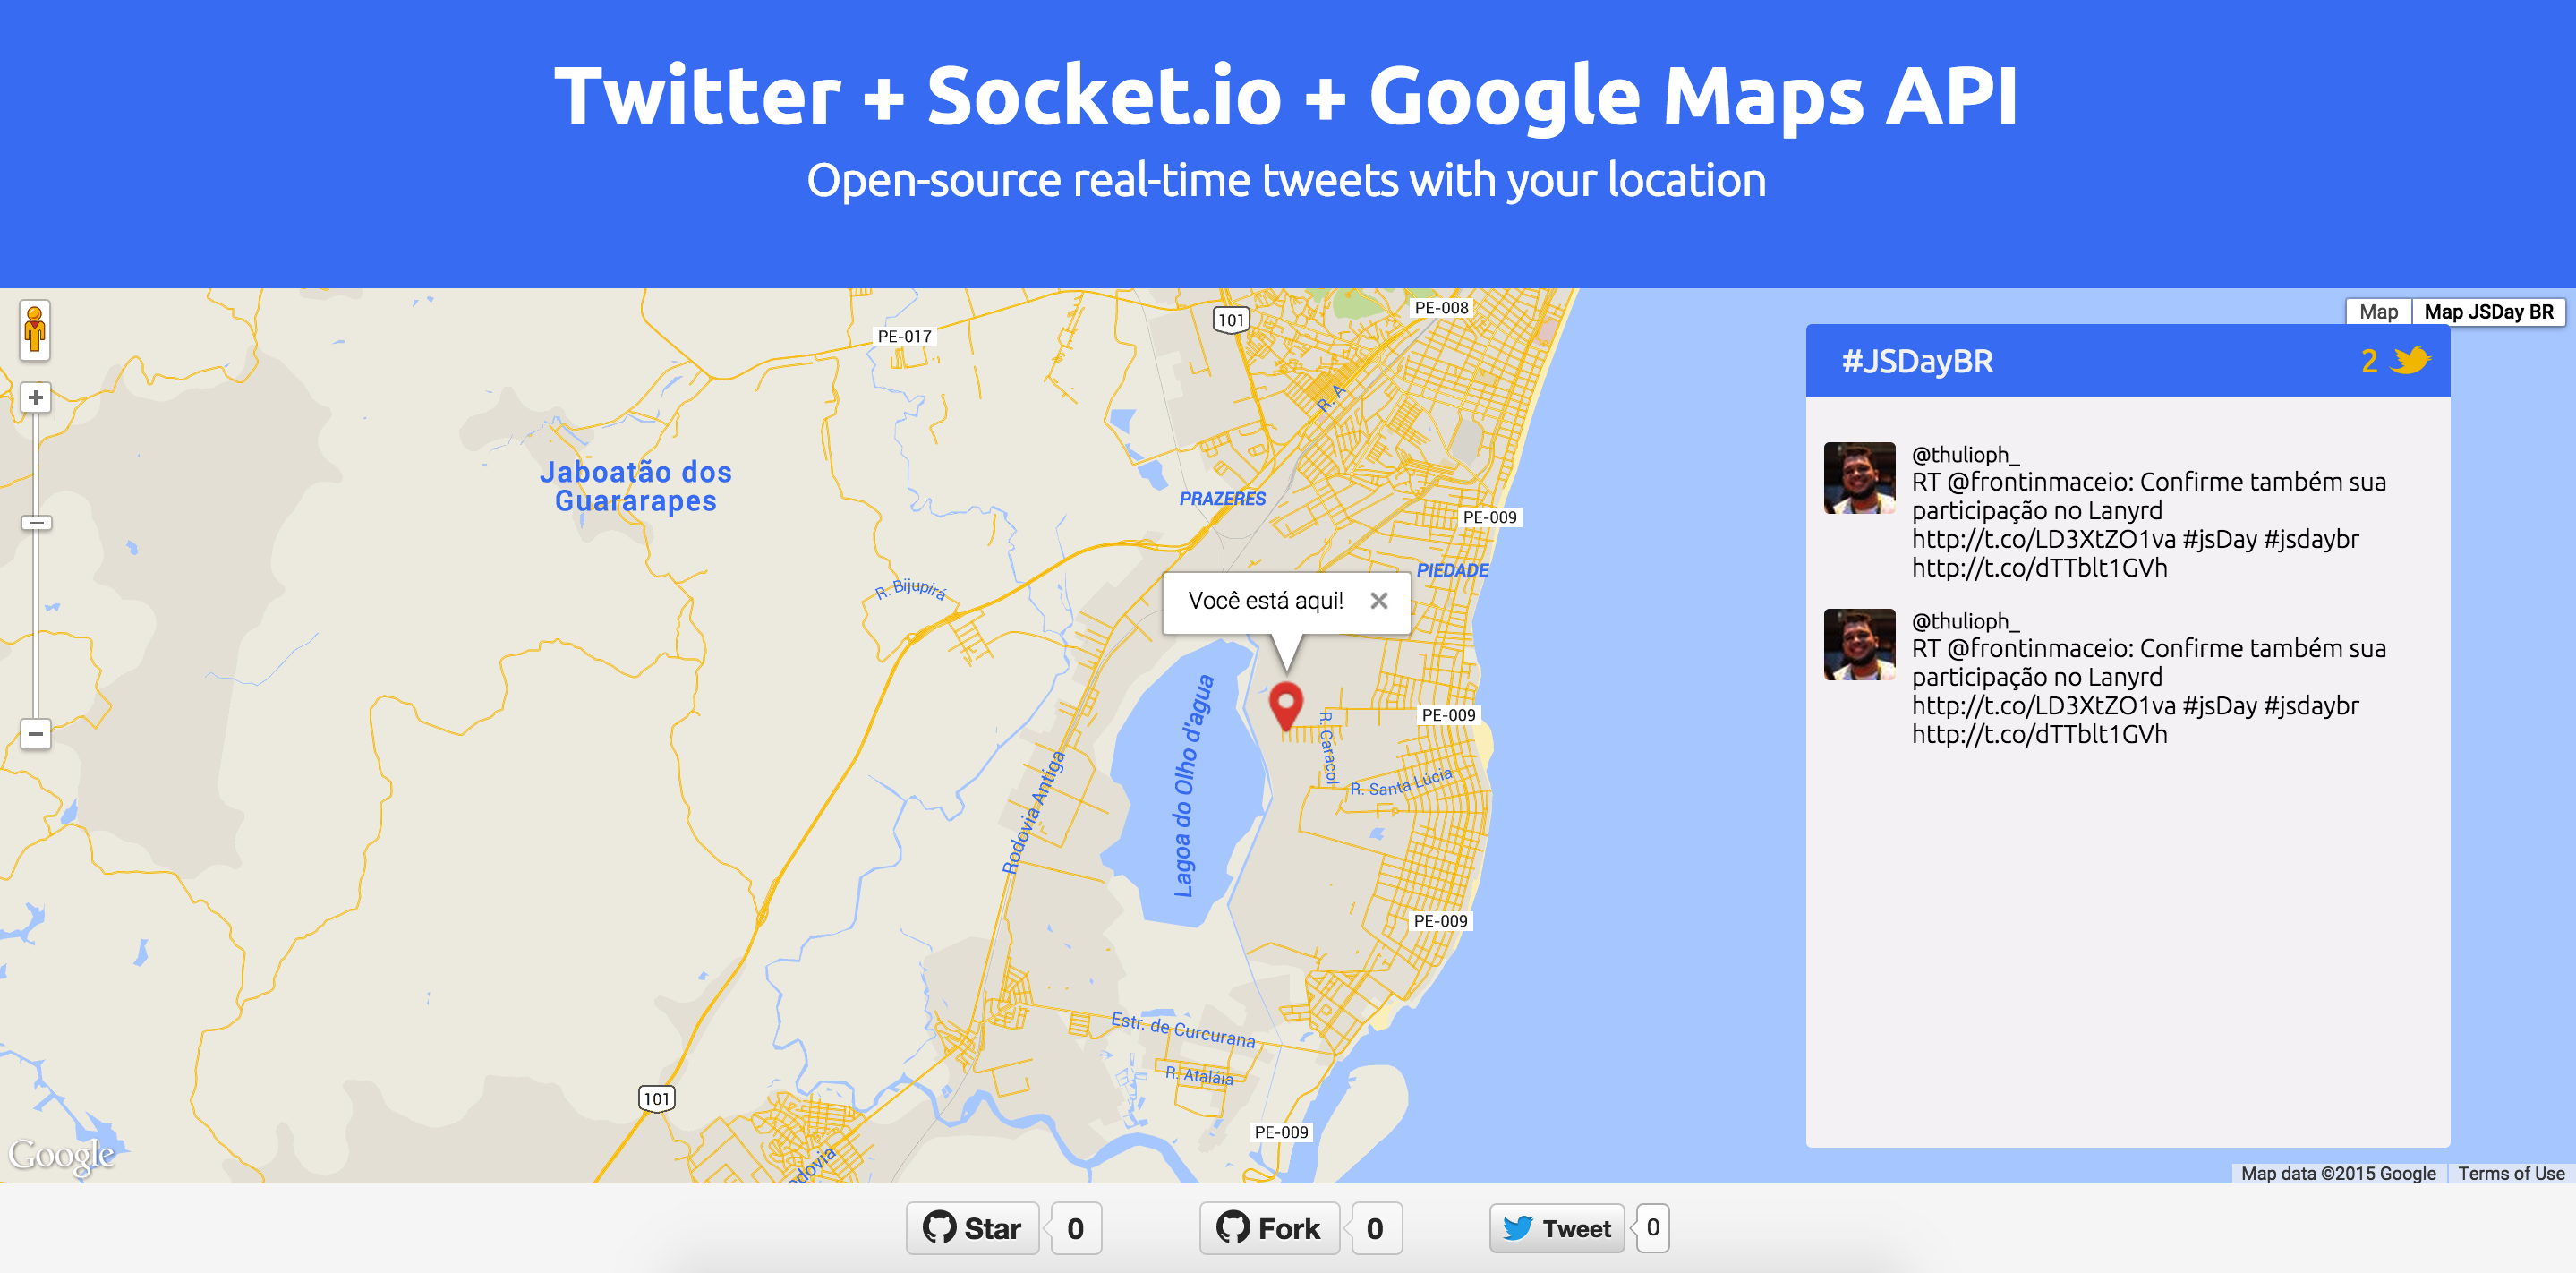 Twitter + Socket.io + Google Maps API
Open-source real-time tweets with your location
Map
Map JSDay BR
#JSDayBR
2
@thulioph_
RT @frontinmaceio: Confirme também sua
participação no Lanyrd
http://t.co/LD3XtZO1va #jsDay #jsdaybr
http://t.co/dTTblt1GVh
@thulioph_
RT @frontinmaceio: Confirme também sua
participação no Lanyrd
http://t.co/LD3XtZO1va #jsDay #jsdaybr
http://t.co/dTTblt1GVh
PE-008
101
PE-017
R. A
Jaboatão dos
Guararapes
PRAZERES
PE-009
PIEDADE
R. Bijupirá
Você está aqui!
Lagoa do Olho d'agua
R. Caracol
PE-009
R. Santa Lúcia
Rodovia Antiga
PE-009
Estr. de Curcurana
R. Ataláia
101
PE-009
odovia
Google
Map data ©2015 Google
Terms of Use
Star
0
Fork
0
Tweet
0